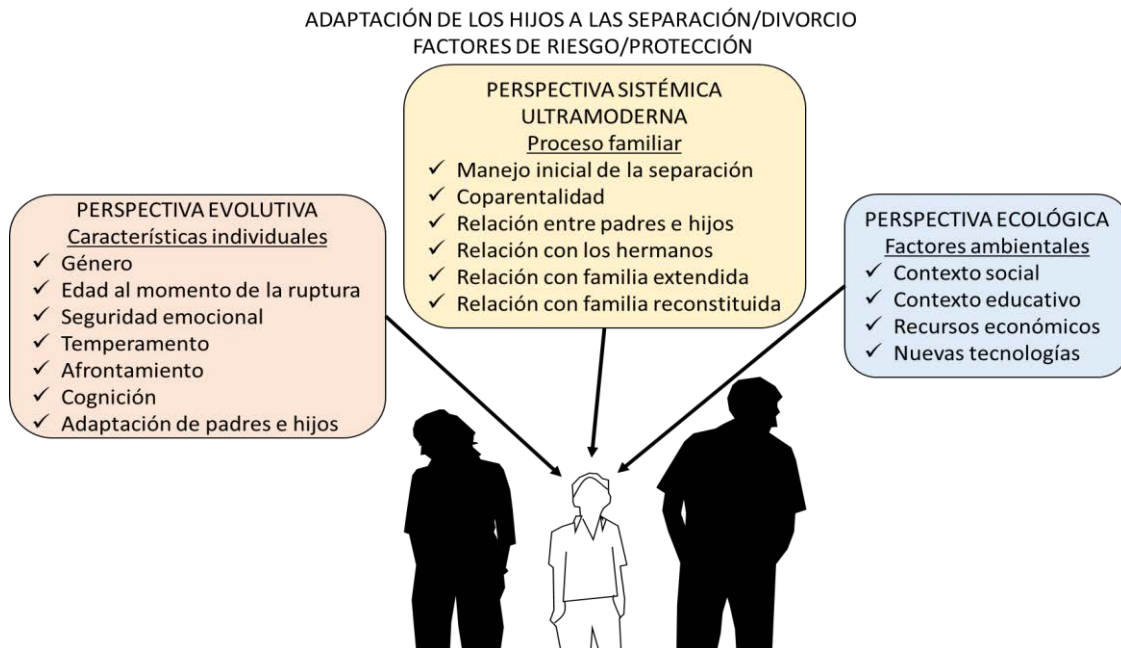 ADAPTACIÓN DE LOS HIJOS A LAS SEPARACIÓN/DIVORCIO
FACTORES DE RIESGO/PROTECCIÓN
PERSPECTIVA SISTÉMICA
ULTRAMODERNA
Proceso familiar
✓ Manejo inicial de la separación
✓ Coparentalidad
✓ Relación entre padres e hijos
✓ Relación con los hermanos
✓ Relación con familia extendida
✓ Relación con familia reconstituida
PERSPECTIVA EVOLUTIVA
Características individuales
✓ Género
✓ Edad al momento de la ruptura
✓ Seguridad emocional
✓ Temperamento
✓ Afrontamiento
✓ Cognición
✓ Adaptación de padres e hijos
PERSPECTIVA ECOLÓGICA
Factores ambientales
✓ Contexto social
✓ Contexto educativo
✓ Recursos económicos
✓ Nuevas tecnologías